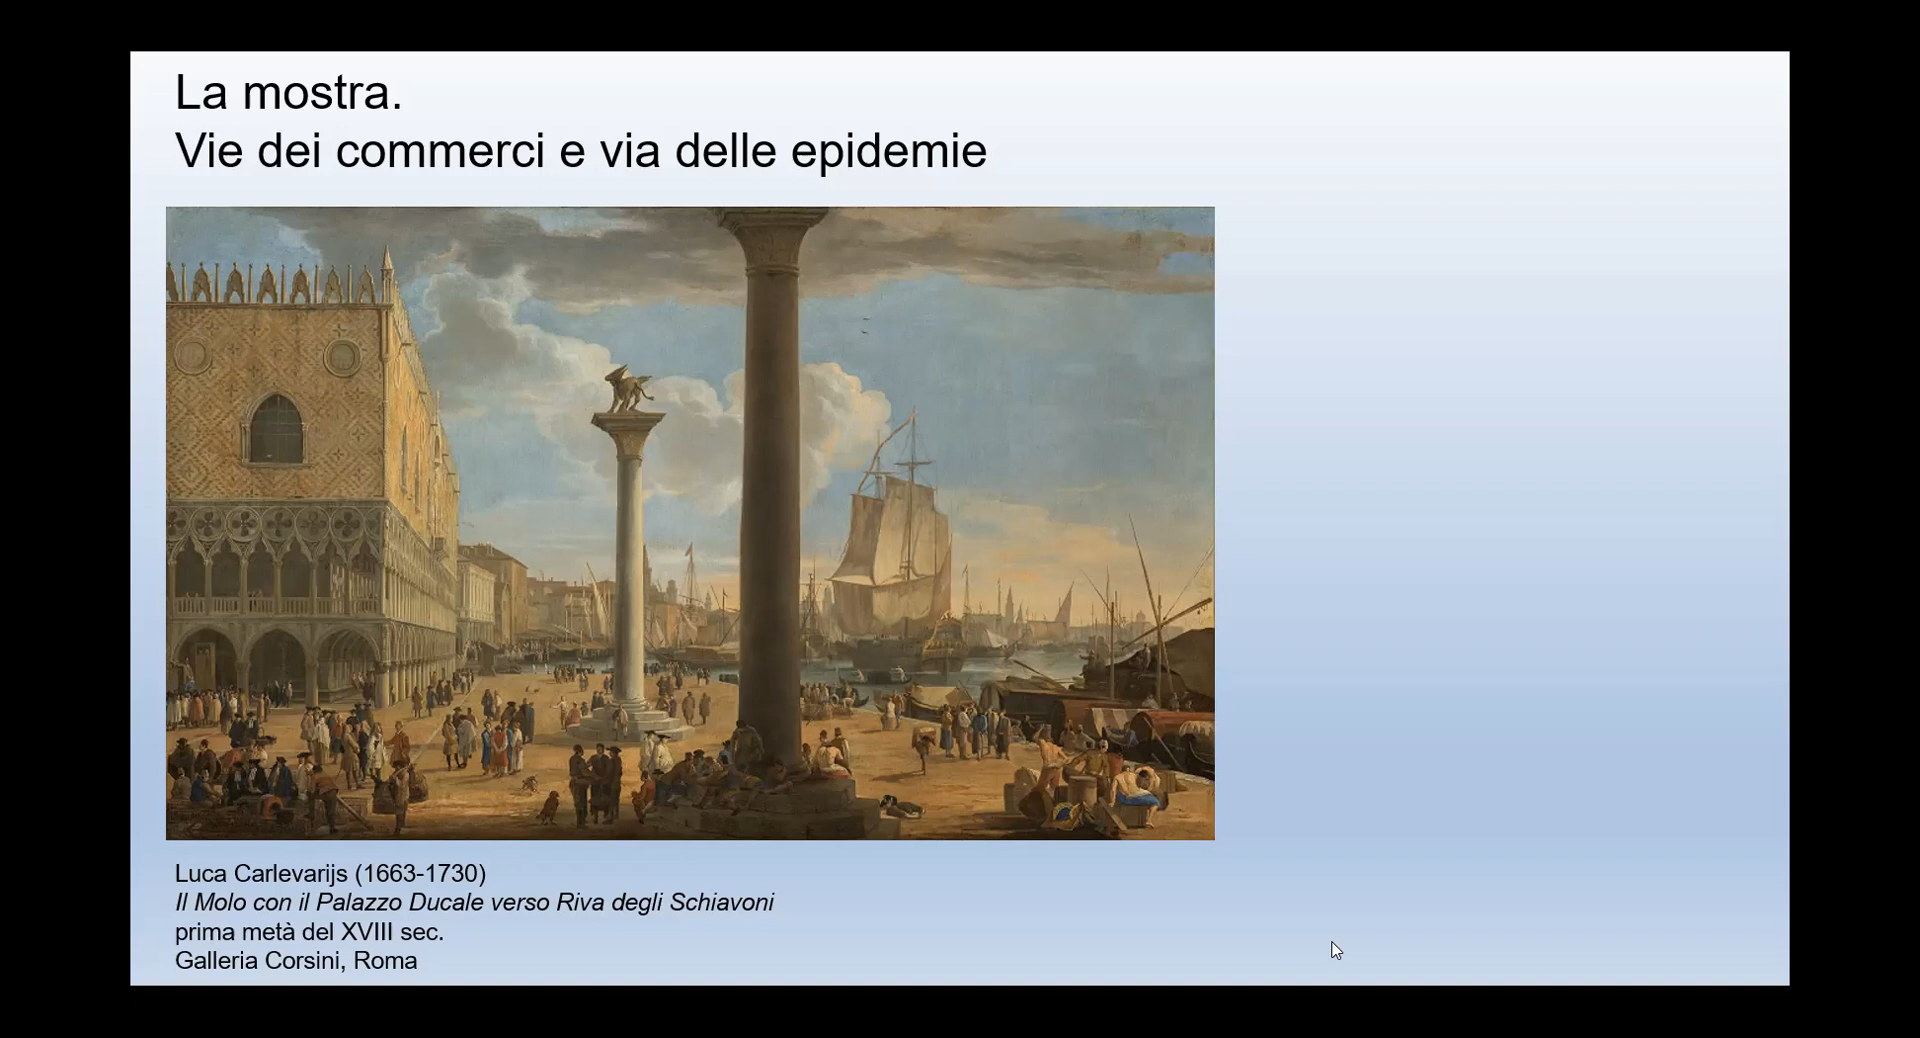 La mostra.
Vie dei commerci e via delle epidemie
Luca Carlevarijs (1663-1730)
Il Molo con il Palazzo Ducale verso Riva degli Schiavoni
prima metà del XVIII sec.
Galleria Corsini, Roma